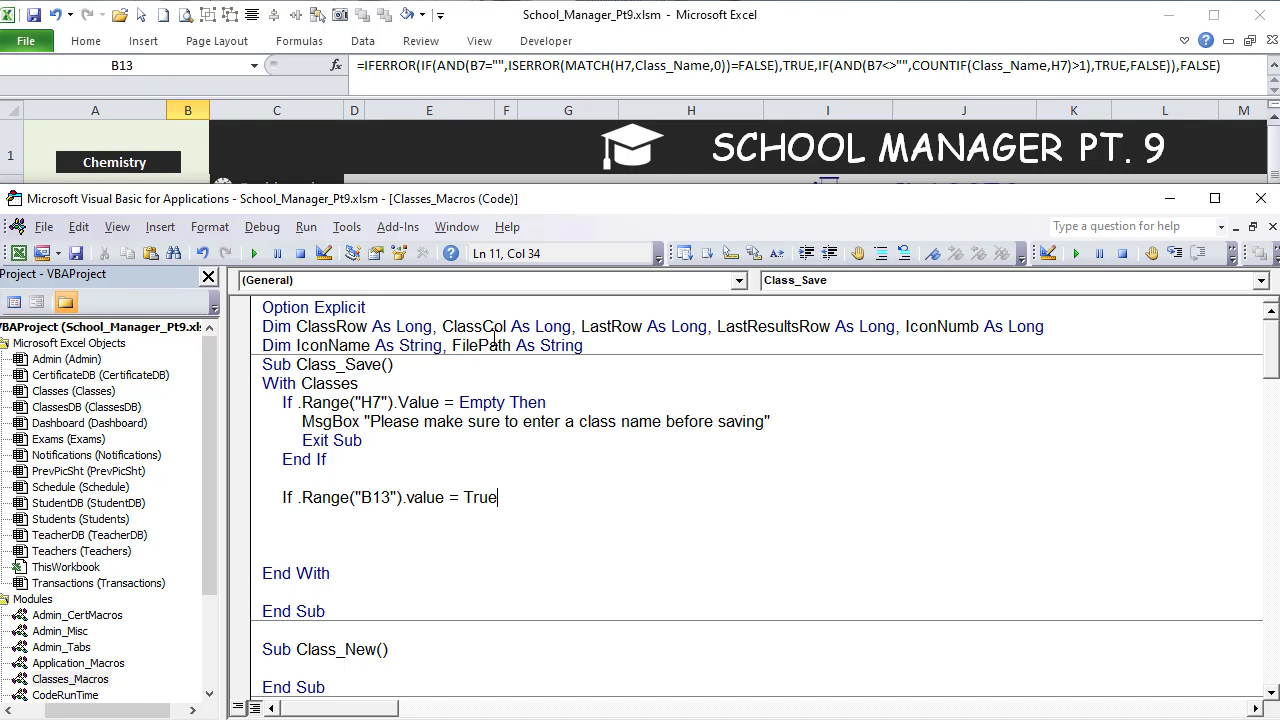 School_Manager_Pt9.xlsm - Microsoft Excel
File Home Insert Page Layout Formulas Data Review View Developer
B13 fx =IFERROR(IF(AND(B7="",ISERROR(MATCH(H7,Class_Name,0))=FALSE),TRUE,IF(AND(B7<>"",COUNTIF(Class_Name,H7)>1),TRUE,FALSE)),FALSE)
A B C D E F G H I J K L M
1 SCHOOL MANAGER PT. 9
Chemistry
Microsoft Visual Basic for Applications - School_Manager_Pt9.xlsm - [Classes_Macros (Code)]
File Edit View Insert Format Debug Run Tools Add-Ins Window Help Type a question for help
Ln 11, Col 34
Project - VBAProject
(General) Class_Save
VBAProject (School_Manager_Pt9.xls
Microsoft Excel Objects
Admin (Admin)
CertificateDB (CertificateDB)
Classes (Classes)
ClassesDB (ClassesDB)
Dashboard (Dashboard)
Exams (Exams)
Notifications (Notifications)
PrevPicSht (PrevPicSht)
Schedule (Schedule)
StudentDB (StudentDB)
Students (Students)
TeacherDB (TeacherDB)
Teachers (Teachers)
ThisWorkbook
Transactions (Transactions)
Modules
Admin_CertMacros
Admin_Misc
Admin_Tabs
Application_Macros
Classes_Macros
CodeRunTime
Option Explicit
Dim ClassRow As Long, ClassCol As Long, LastRow As Long, LastResultsRow As Long, IconNumb As Long
Dim IconName As String, FilePath As String
Sub Class_Save()
With Classes
If .Range("H7").Value = Empty Then
MsgBox "Please make sure to enter a class name before saving"
Exit Sub
End If
If .Range("B13").value = True
End With
End Sub
Sub Class_New()
End Sub